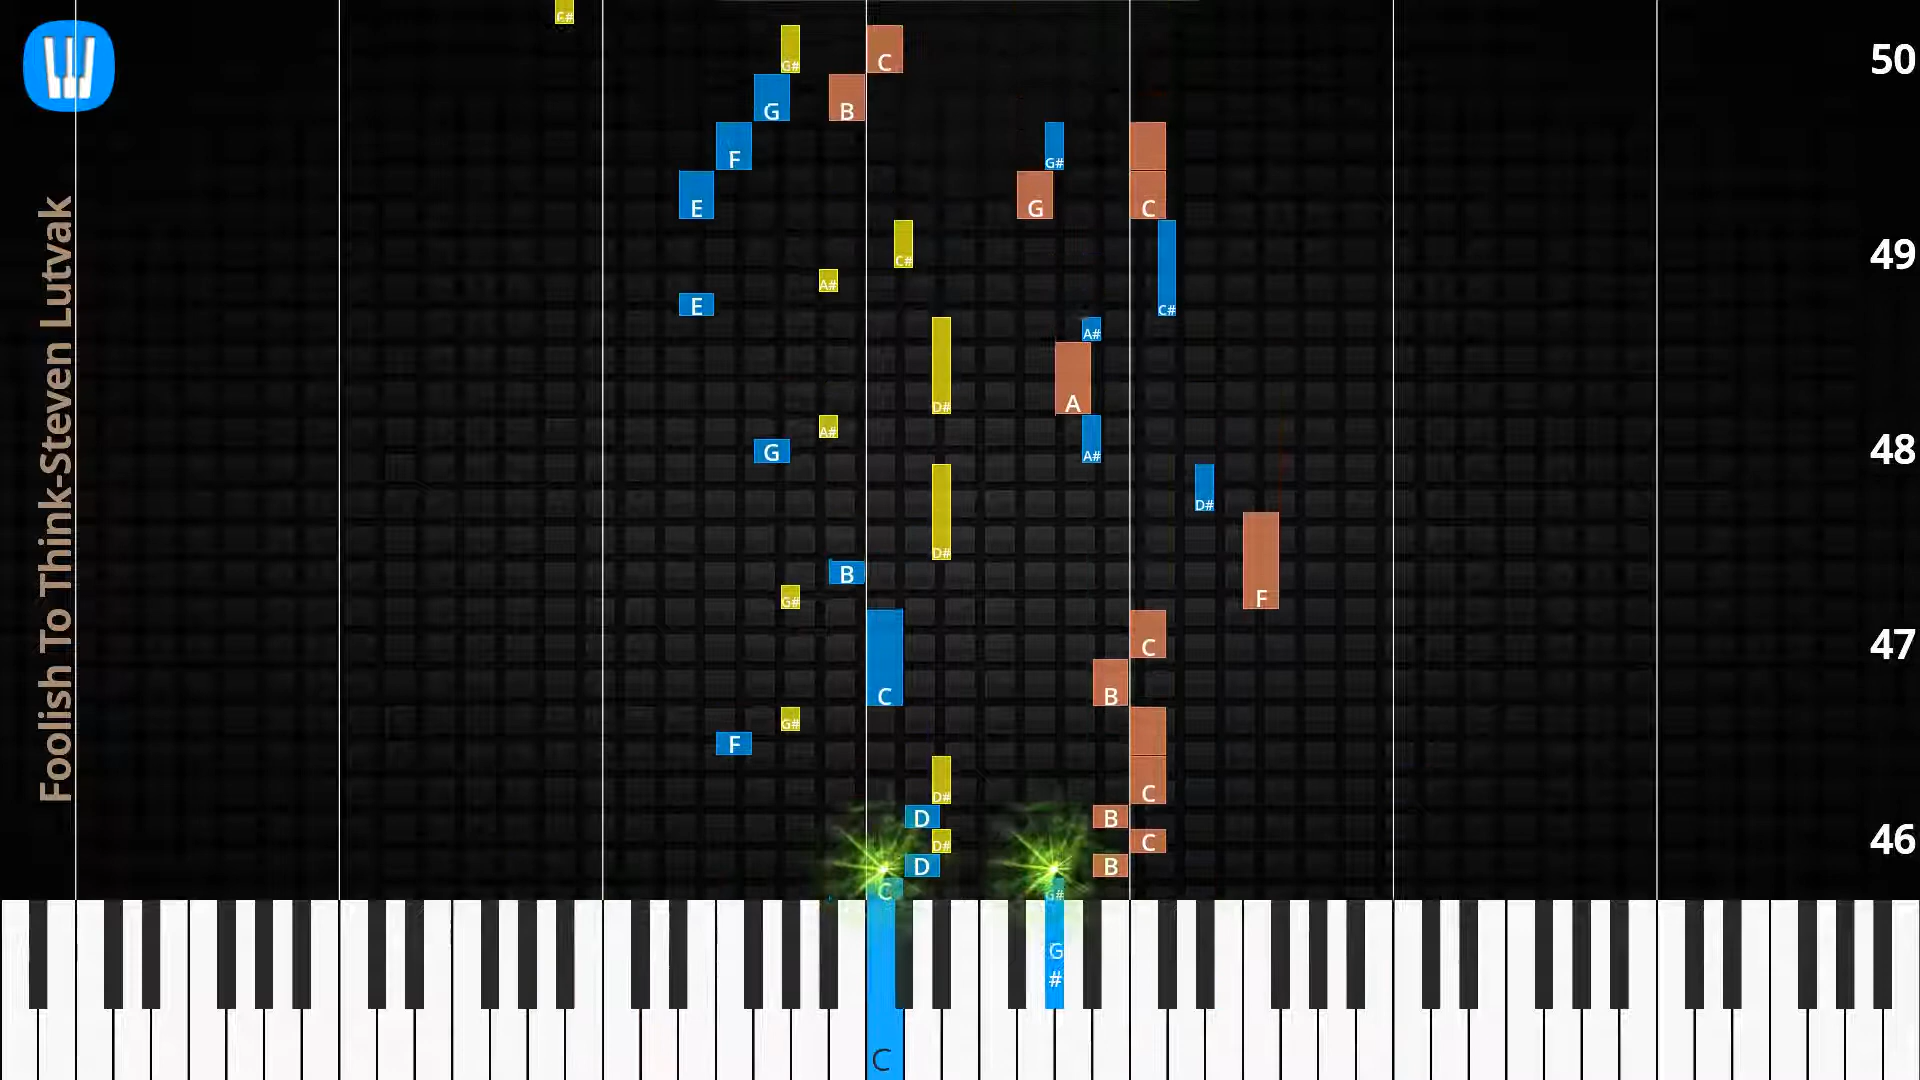 Foolish To Think-Steven Lutvak
G# C 50
G B
F G#
E G C
C# 49
A# C#
E
A#
D# A
A#
G A# 48
D#
D#
B
G# F
C 47
C B
G#
F
D# C
D B
D# C 46
D B
C G#
G
#
C